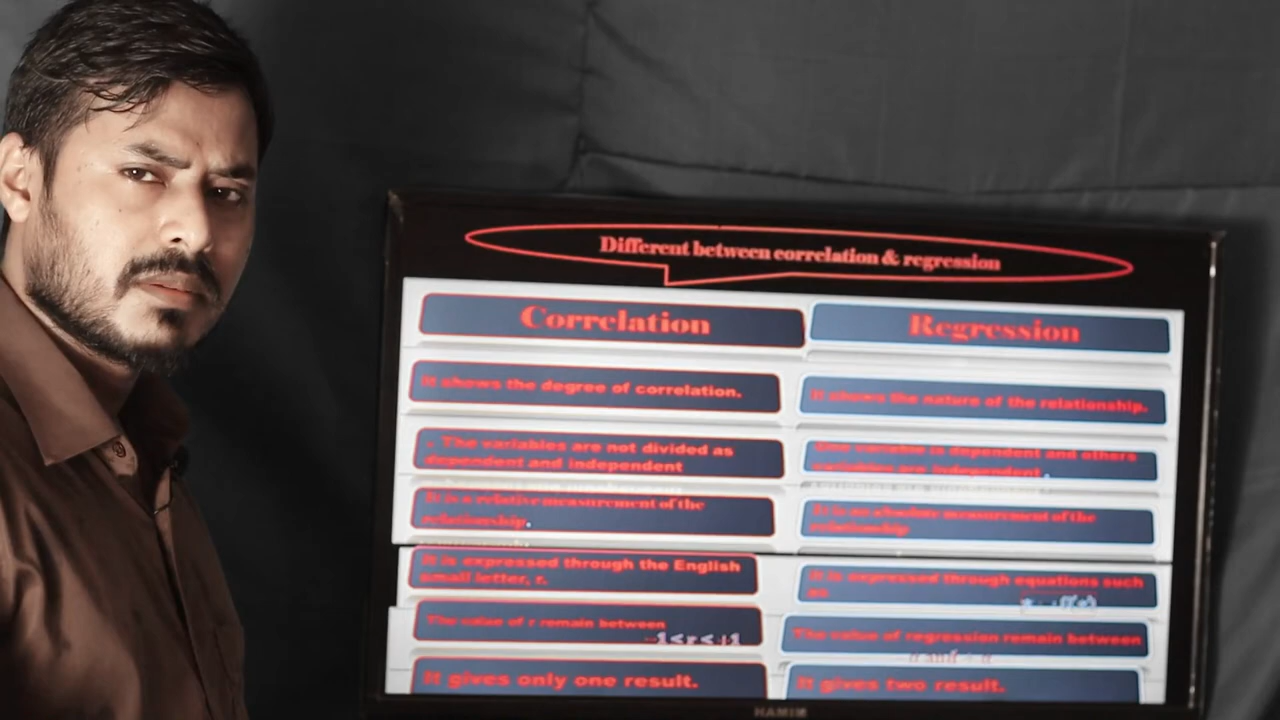 Different between correlation & regression
Correlation
Regression
It shows the degree of correlation.
It shows the nature of the relationship.
. The variables are not divided as
dependent and independent
One variable is dependent and others
variables are independent .
It is a relative measurement of the
relationship.
It is an absolute measurement of the
relationship
It is expressed through the English
small letter, r.
It is expressed through equations such
as
The value of r remain between
-1<r<+1
The value of regression remain between
It gives only one result.
It gives two result.
HAMIM